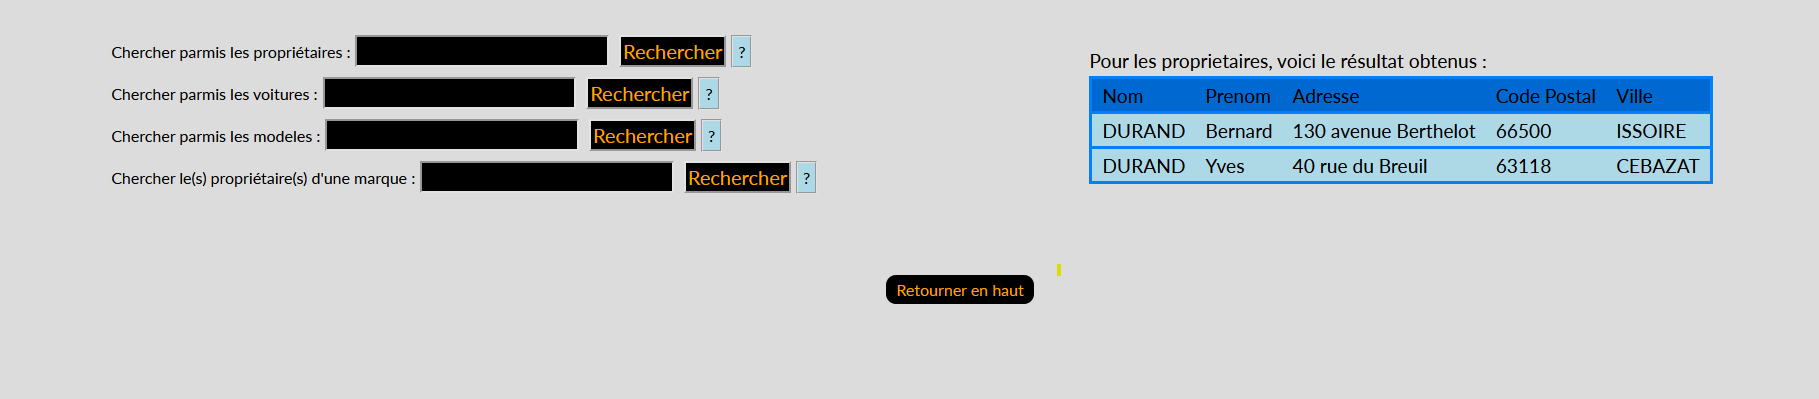 Chercher parmis les propriétaires : Rechercher ?
Chercher parmis les voitures : Rechercher ?
Chercher parmis les modeles : Rechercher ?
Chercher le(s) propriétaire(s) d'une marque : Rechercher ?
Pour les proprietaires, voici le résultat obtenus :
Nom Prenom Adresse Code Postal Ville
DURAND Bernard 130 avenue Berthelot 66500 ISSOIRE
DURAND Yves 40 rue du Breuil 63118 CEBAZAT
Retourner en haut